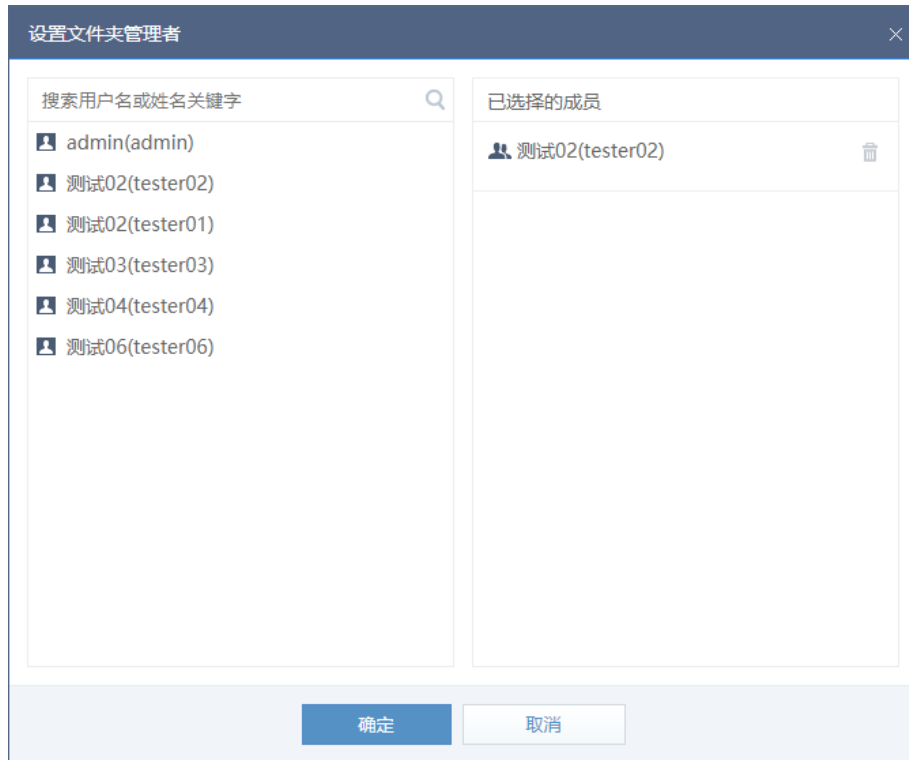 设置文件夹管理者
搜索用户名或姓名关键字
admin(admin)
测试02(tester02)
测试02(tester01)
测试03(tester03)
测试04(tester04)
测试06(tester06)
已选择的成员
测试02(tester02)
确定
取消